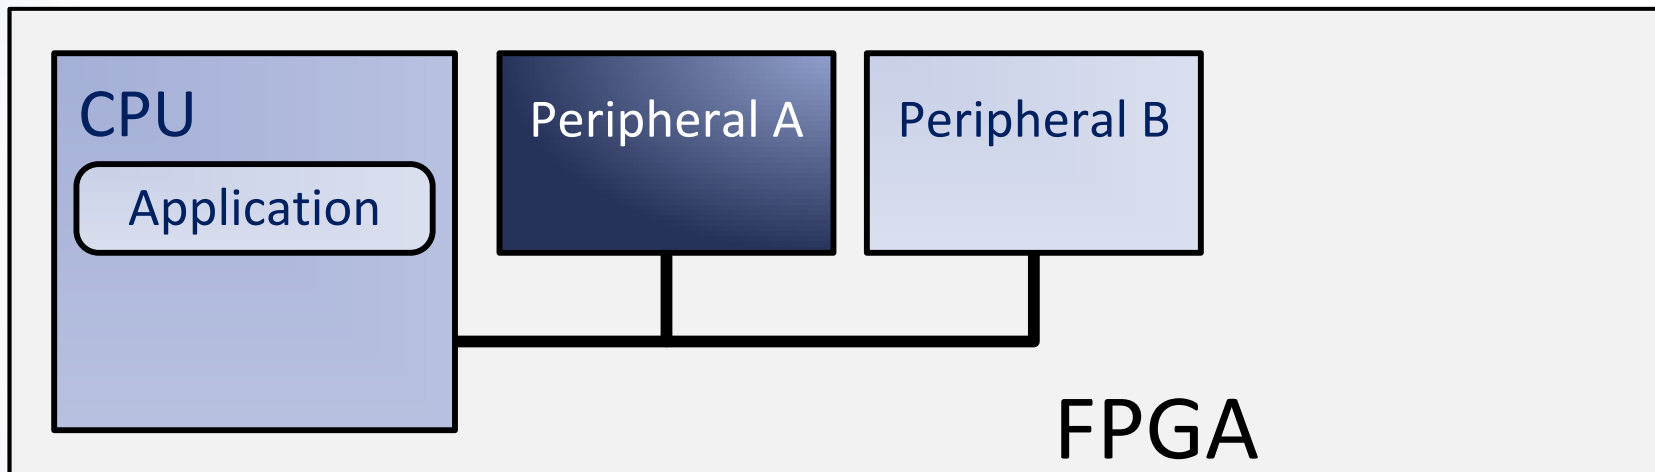 CPU
Application
Peripheral A
Peripheral B
FPGA